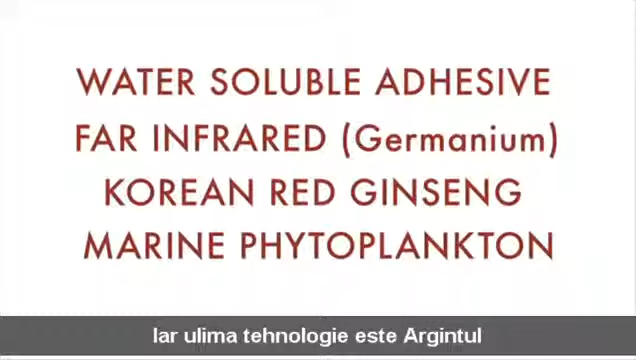 WATER SOLUBLE ADHESIVE
FAR INFRARED (Germanium)
KOREAN RED GINSENG
MARINE PHYTOPLANKTON
Iar ulima tehnologie este Argintul